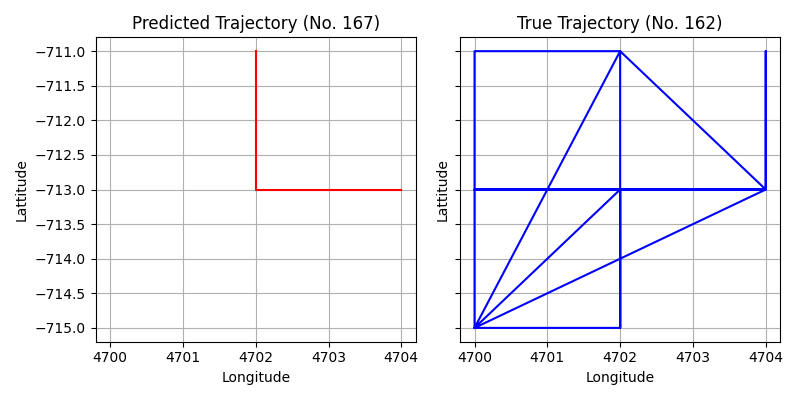 Predicted Trajectory (No. 167)
Lattitude
−711.0
−711.5
−712.0
−712.5
−713.0
−713.5
−714.0
−714.5
−715.0
4700 4701 4702 4703 4704
Longitude
True Trajectory (No. 162)
Lattitude
4700 4701 4702 4703 4704
Longitude